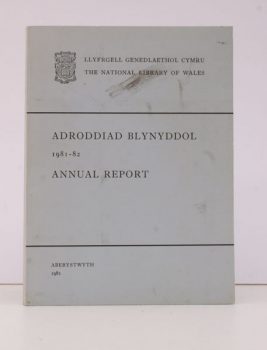 LLYFRGELL GENEDLAETHOL CYMRU
THE NATIONAL LIBRARY OF WALES
ADRODDIAD BLYNYDDOL
1981-82
ANNUAL REPORT
ABERYSTWYTH
1982